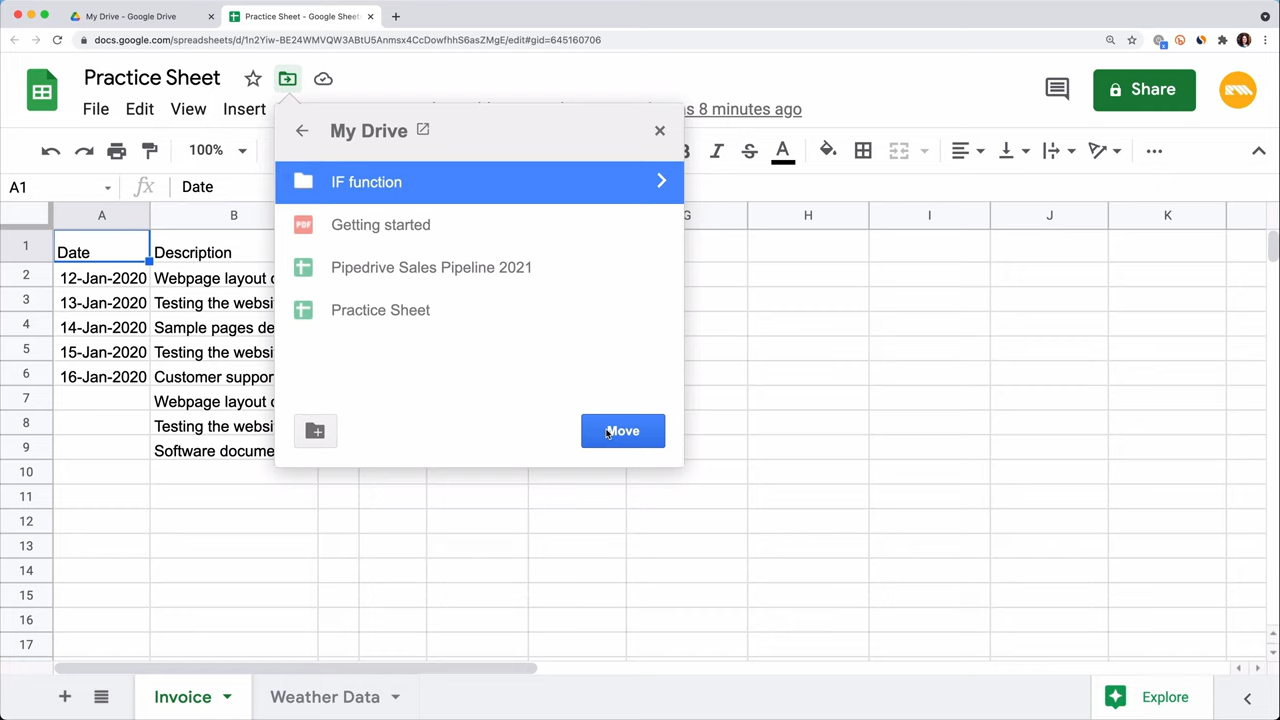 My Drive - Google Drive
Practice Sheet - Google Sheet
docs.google.com/spreadsheets/d/1n2Yiw-BE24WMVQW3ABtU5Anmsx4CcDowfhhS6asZMgE/edit#gid=645160706
Practice Sheet
File Edit View Insert
s 8 minutes ago
Share
My Drive
100%
A1
fx Date
IF function
PDF Getting started
Pipedrive Sales Pipeline 2021
Practice Sheet
Move
A B G H I J K
1 Date Description
2 12-Jan-2020 Webpage layout
3 13-Jan-2020 Testing the websi
4 14-Jan-2020 Sample pages de
5 15-Jan-2020 Testing the websi
6 16-Jan-2020 Customer suppor
7 Webpage layout
8 Testing the websi
9 Software docume
10
11
12
13
14
15
16
17
Invoice Weather Data Explore